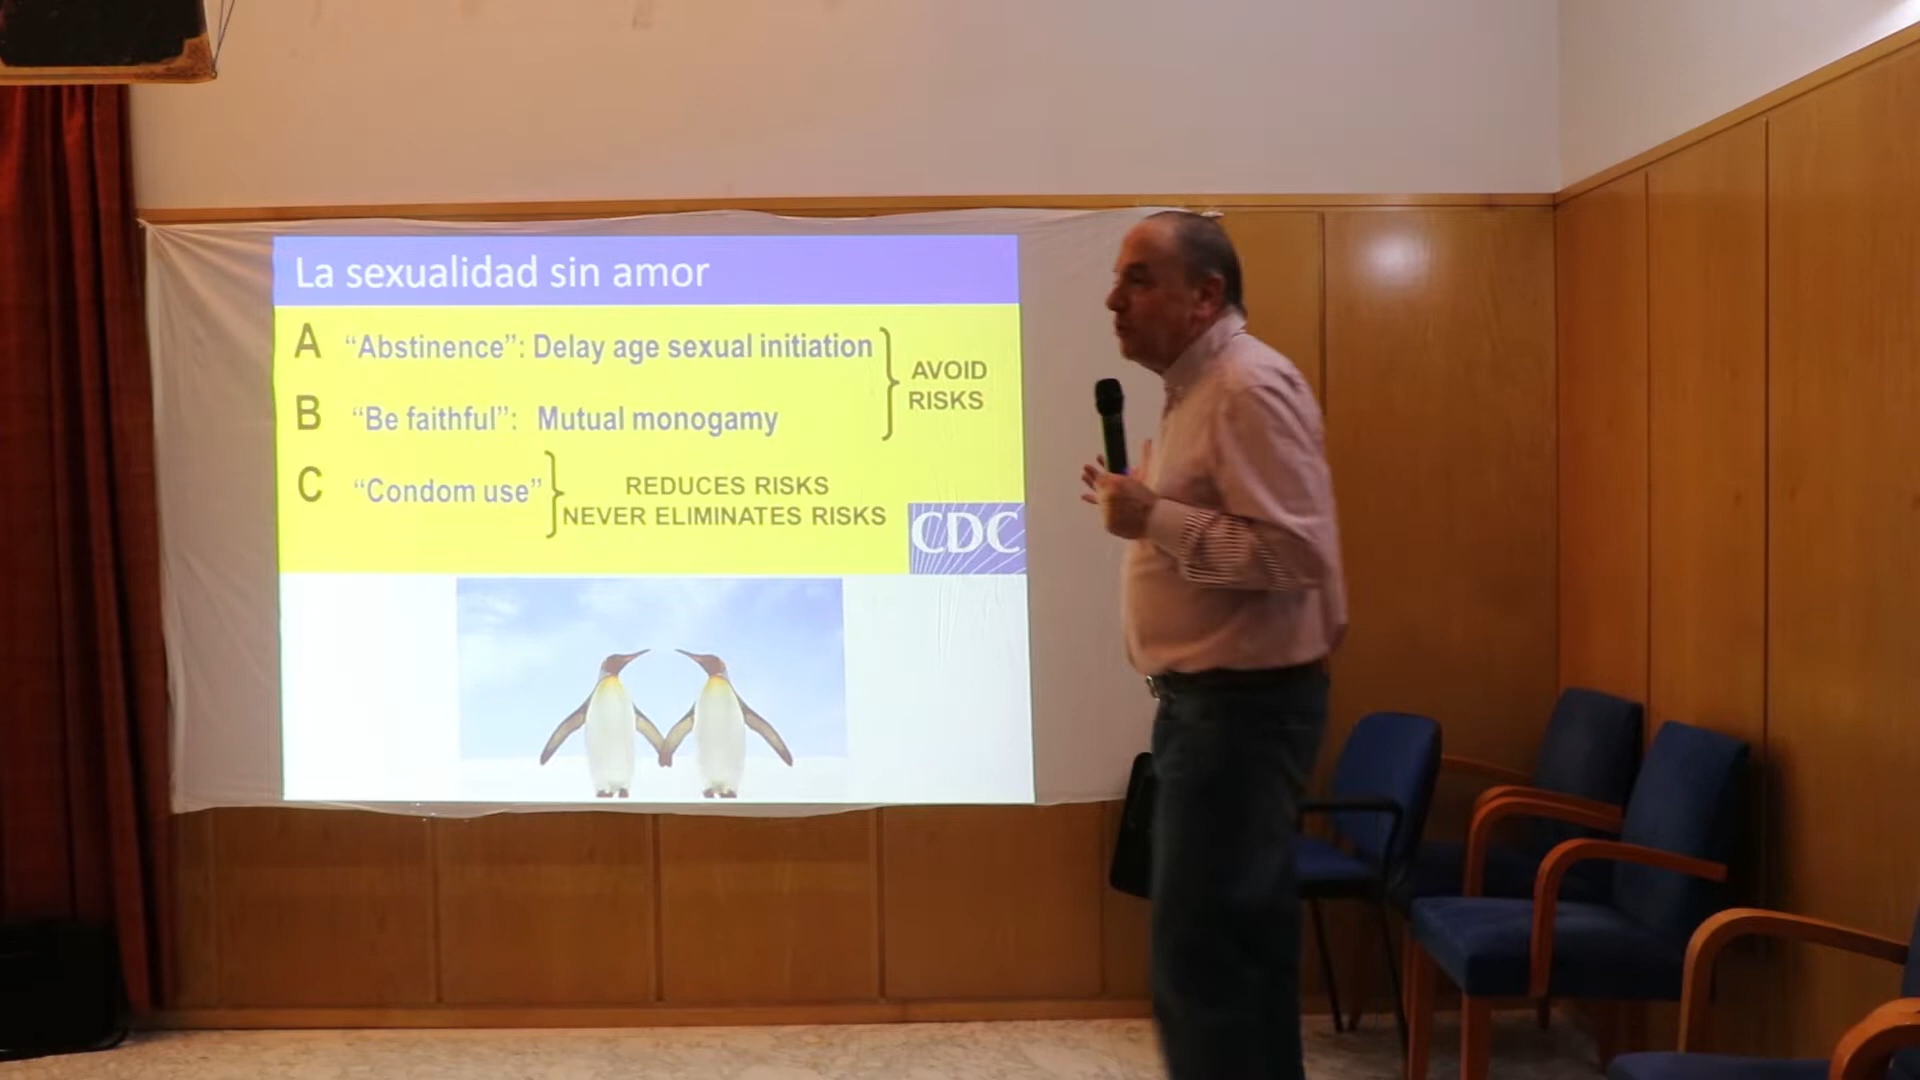 La sexualidad sin amor
A “Abstinence”: Delay age sexual initiation
AVOID
RISKS
B “Be faithful”: Mutual monogamy
C “Condom use”
REDUCES RISKS
NEVER ELIMINATES RISKS
CDC